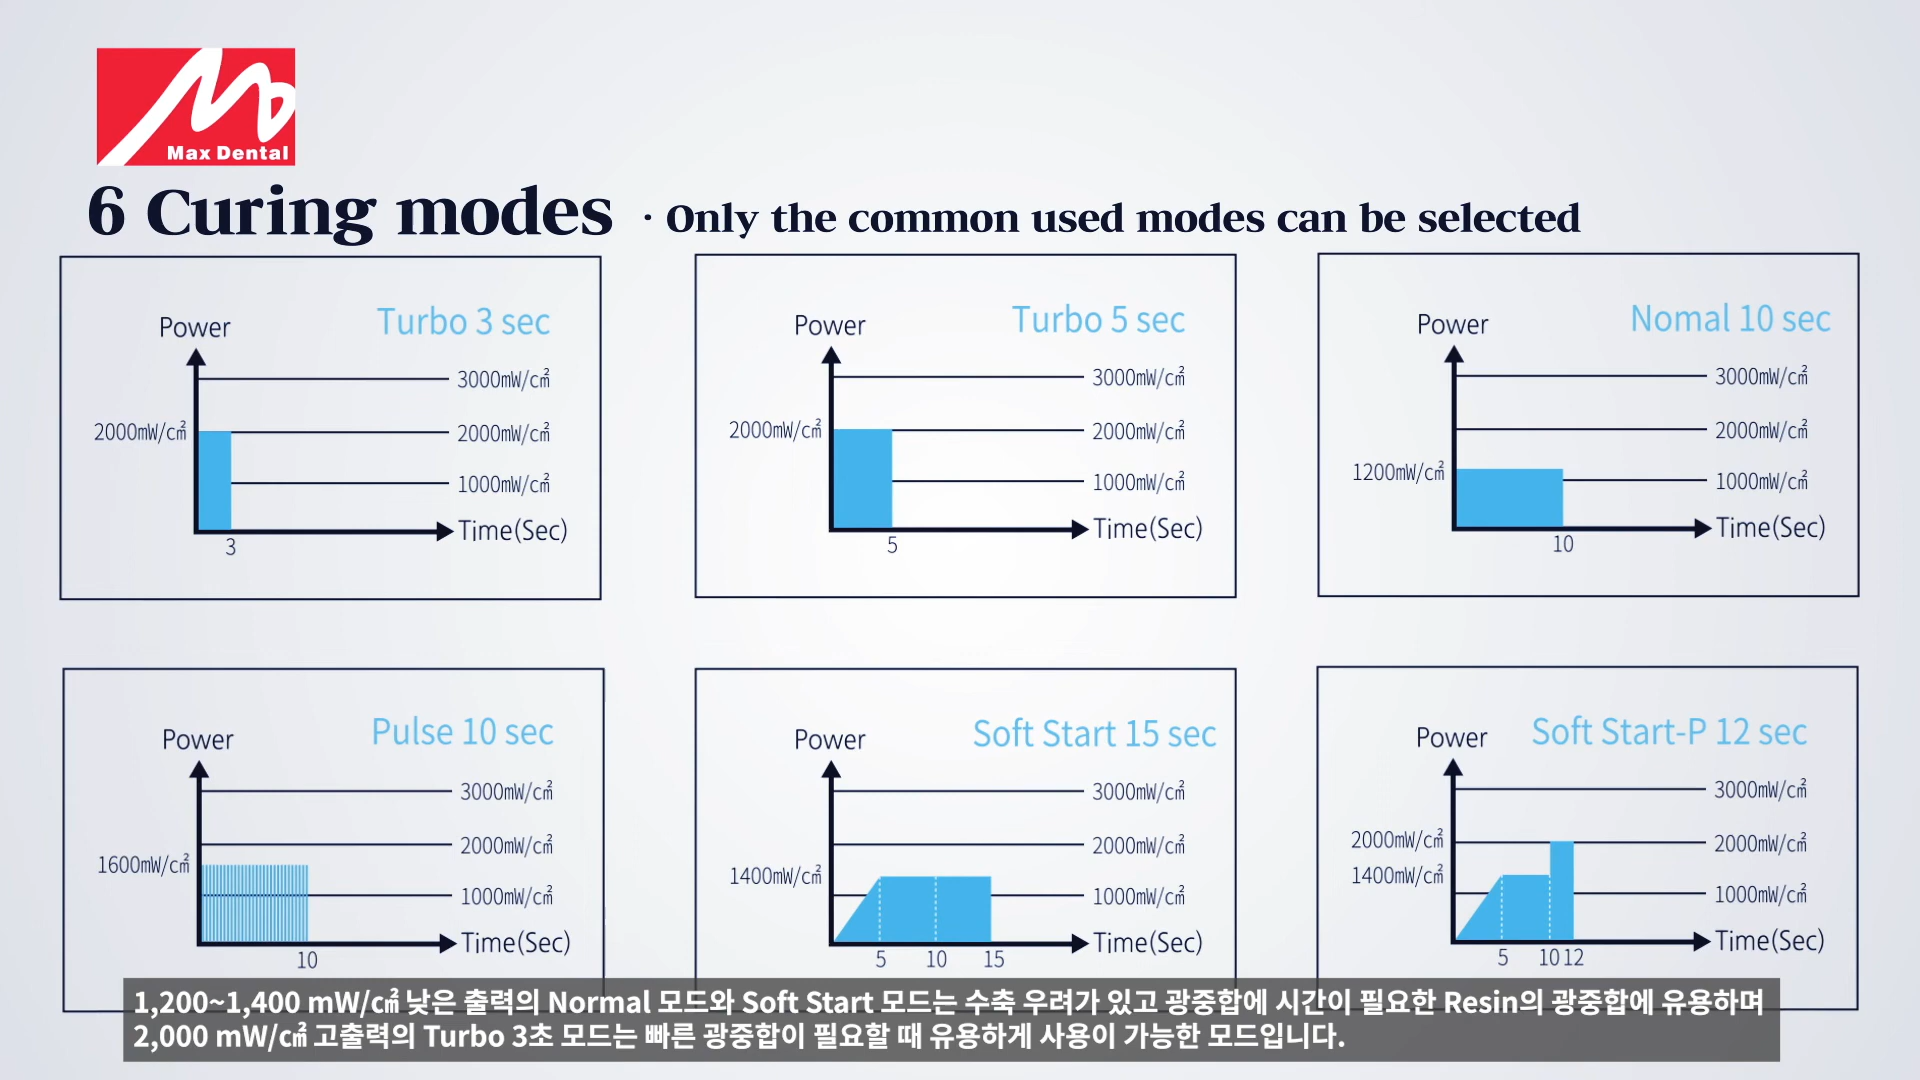 Max Dental
6 Curing modes · Only the common used modes can be selected
Turbo 3 sec
Power
3000mW/c㎡
2000mW/c㎡
2000mW/c㎡
1000mW/c㎡
Time(Sec)
3
Turbo 5 sec
Power
3000mW/c㎡
2000mW/c㎡
2000mW/c㎡
1000mW/c㎡
Time(Sec)
5
Nomal 10 sec
Power
3000mW/c㎡
2000mW/c㎡
1200mW/c㎡
1000mW/c㎡
Time(Sec)
10
Pulse 10 sec
Power
3000mW/c㎡
2000mW/c㎡
1600mW/c㎡
1000mW/c㎡
Time(Sec)
10
Soft Start 15 sec
Power
3000mW/c㎡
2000mW/c㎡
1400mW/c㎡
1000mW/c㎡
Time(Sec)
5 10 15
Soft Start-P 12 sec
Power
3000mW/c㎡
2000mW/c㎡
2000mW/c㎡
1400mW/c㎡
1000mW/c㎡
Time(Sec)
5 10 12
1,200~1,400 mW/c㎡ 낮은 출력의 Normal 모드와 Soft Start 모드는 수축 우려가 있고 광중합에 시간이 필요한 Resin의 광중합에 유용하며
2,000 mW/c㎡ 고출력의 Turbo 3초 모드는 빠른 광중합이 필요할 때 유용하게 사용이 가능한 모드입니다.